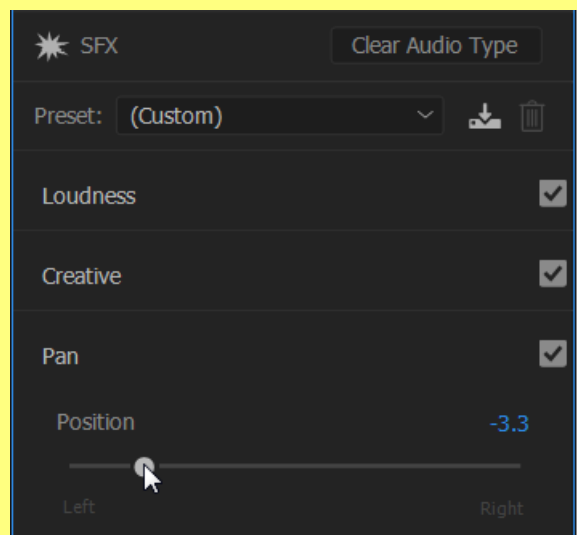 SFX Clear Audio Type
Preset: (Custom)
Loudness
Creative
Pan
Position -3.3
Left Right